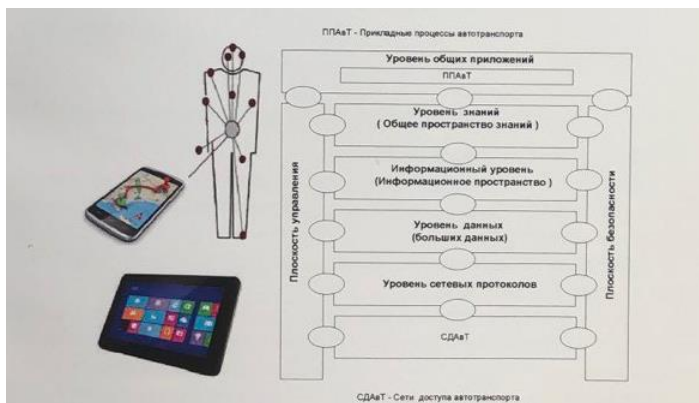 ППАвТ - Прикладные процессы автотранспорта
Уровень общих приложений
ППАвТ
Уровень знаний
( Общее пространство знаний )
Информационный уровень
(Информационное пространство )
Уровень данных
(больших данных)
Уровень сетевых протоколов
СДАвТ
Плоскость управления
Плоскость безопасности
СДАвТ - Сети доступа автотранспорта